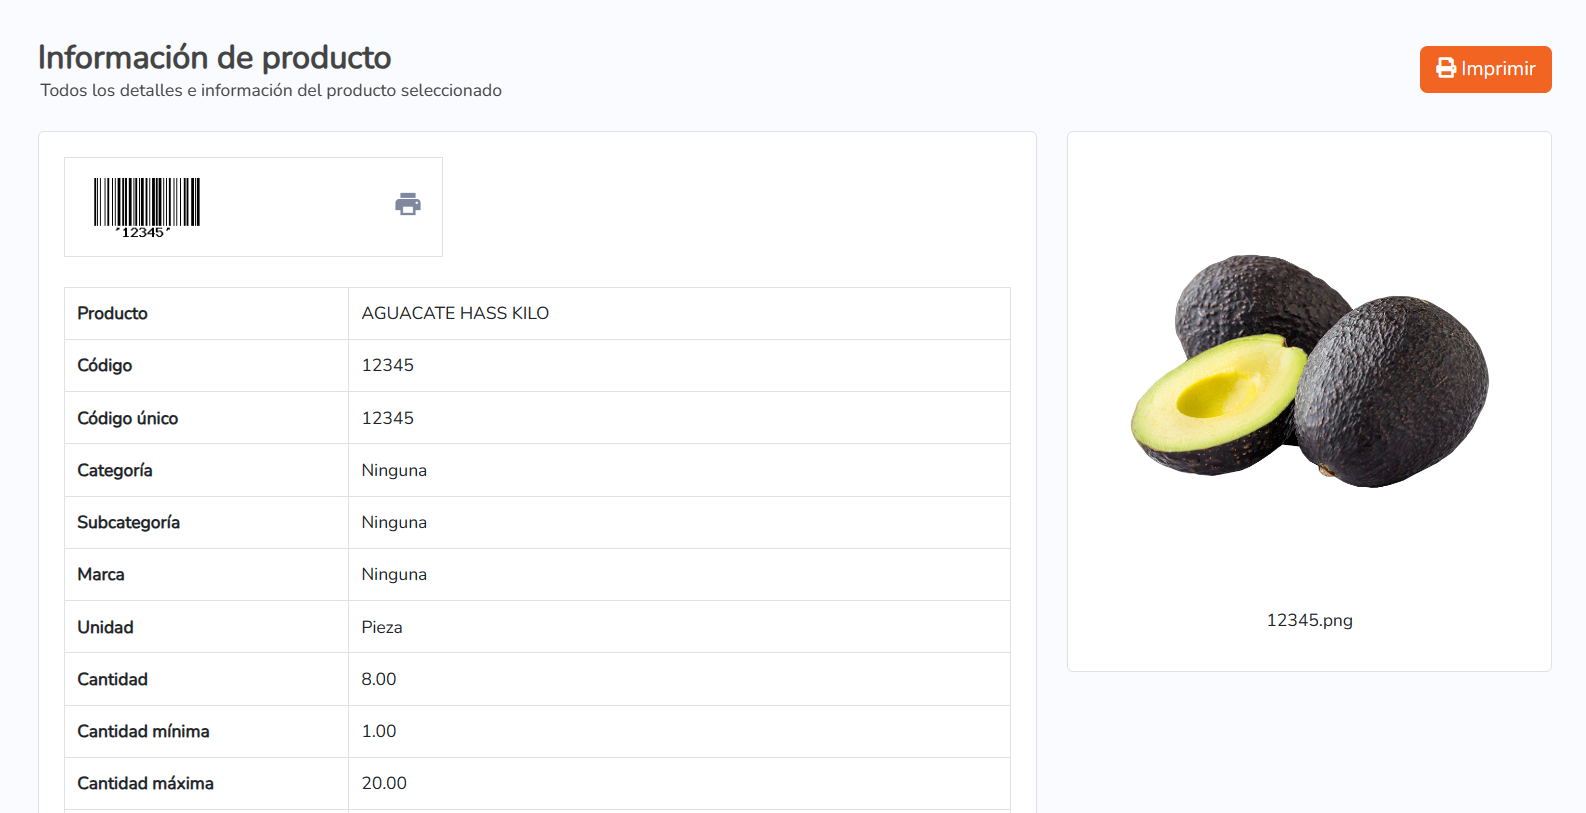 Información de producto
Todos los detalles e información del producto seleccionado
Imprimir
*12345*
Producto AGUACATE HASS KILO
Código 12345
Código único 12345
Categoría Ninguna
Subcategoría Ninguna
Marca Ninguna
Unidad Pieza
Cantidad 8.00
Cantidad mínima 1.00
Cantidad máxima 20.00
12345.png